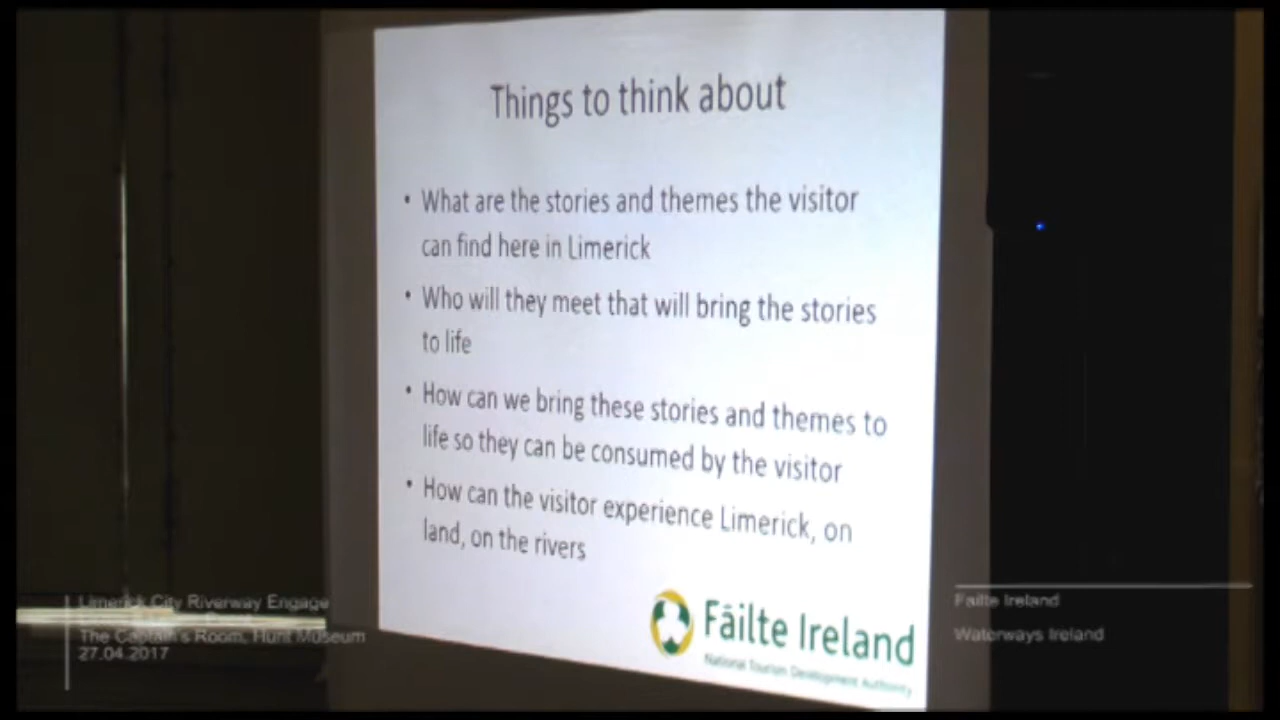 Things to think about
• What are the stories and themes the visitor
can find here in Limerick
• Who will they meet that will bring the stories
to life
• How can we bring these stories and themes to
life so they can be consumed by the visitor
• How can the visitor experience Limerick, on
land, on the rivers
Fáilte Ireland
National Tourism Development Authority
Limerick City Riverway Engage
The Captain's Room, Hunt Museum
27.04.2017
Failte Ireland
Waterways Ireland